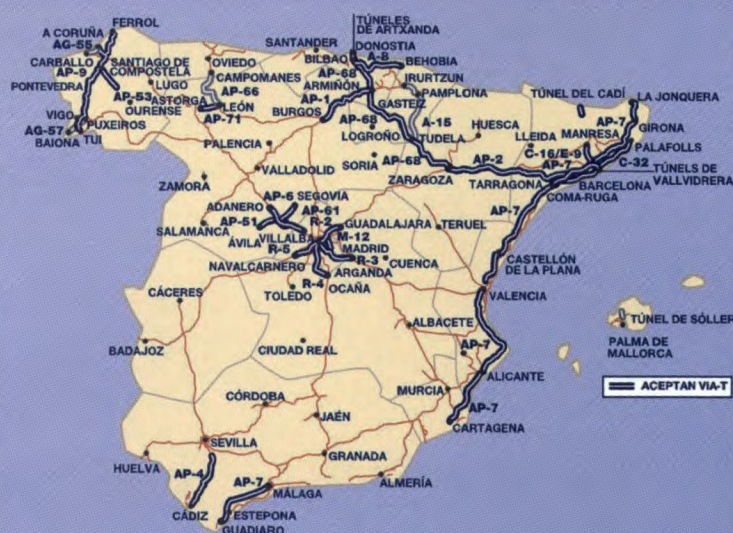 FERROL
A CORUÑA
AG-55
CARBALLO
AP-9
SANTIAGO DE
COMPOSTELA
PONTEVEDRA
LUGO
AP-53
OURENSE
VIGO
PUXEIROS
AG-57
BAIONA
TUI
OVIEDO
CAMPOMANES
AP-66
ASTORGA
LEÓN
AP-71
SANTANDER
TÚNELES
DE ARTXANDA
DONOSTIA
BILBAO
A-8
BEHOBIA
AP-68
IRURTZUN
ARMIÑÓN
PAMPLONA
AP-1
GASTEIZ
BURGOS
A-15
AP-68
LOGROÑO
TUDELA
HUESCA
TÚNEL DEL CADÍ
LA JONQUERA
AP-7
GIRONA
LLEIDA
MANRESA
PALAFOLLS
C-16/E-9
C-32
PALENCIA
VALLADOLID
SORIA
AP-68
AP-2
AP-7
TÚNELS DE
VALLVIDRERA
ZARAGOZA
TARRAGONA
BARCELONA
COMA-RUGA
ZAMORA
AP-6
SEGOVIA
ADANERO
AP-61
AP-51
R-2
GUADALAJARA
TERUEL
AP-7
SALAMANCA
ÁVILA
VILLALBA
M-12
MADRID
R-5
R-3
CUENCA
NAVALCARNERO
ARGANDA
R-4
OCAÑA
TOLEDO
CASTELLÓN
DE LA PLANA
VALENCIA
CÁCERES
ALBACETE
TÚNEL DE SÓLLER
PALMA DE
MALLORCA
BADAJOZ
CIUDAD REAL
AP-7
ALICANTE
ACEPTAN VIA-T
MURCIA
AP-7
CARTAGENA
CÓRDOBA
JAÉN
SEVILLA
HUELVA
GRANADA
ALMERÍA
AP-4
AP-7
MÁLAGA
CÁDIZ
ESTEPONA
GUADIARO